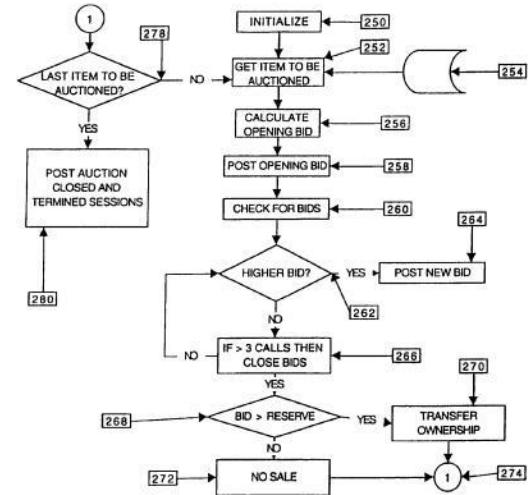 1
278
LAST ITEM TO BE
AUCTIONED?
NO
YES
POST AUCTION
CLOSED AND
TERMINED SESSIONS
280
INITIALIZE
250
252
GET ITEM TO BE
AUCTIONED
254
CALCULATE
OPENING BID
256
POST OPENING BID
258
CHECK FOR BIDS
260
264
HIGHER BID?
YES
POST NEW BID
262
NO
NO
IF > 3 CALLS THEN
CLOSE BIDS
266
YES
270
268
BID > RESERVE
YES
TRANSFER
OWNERSHIP
NO
272
NO SALE
1
274